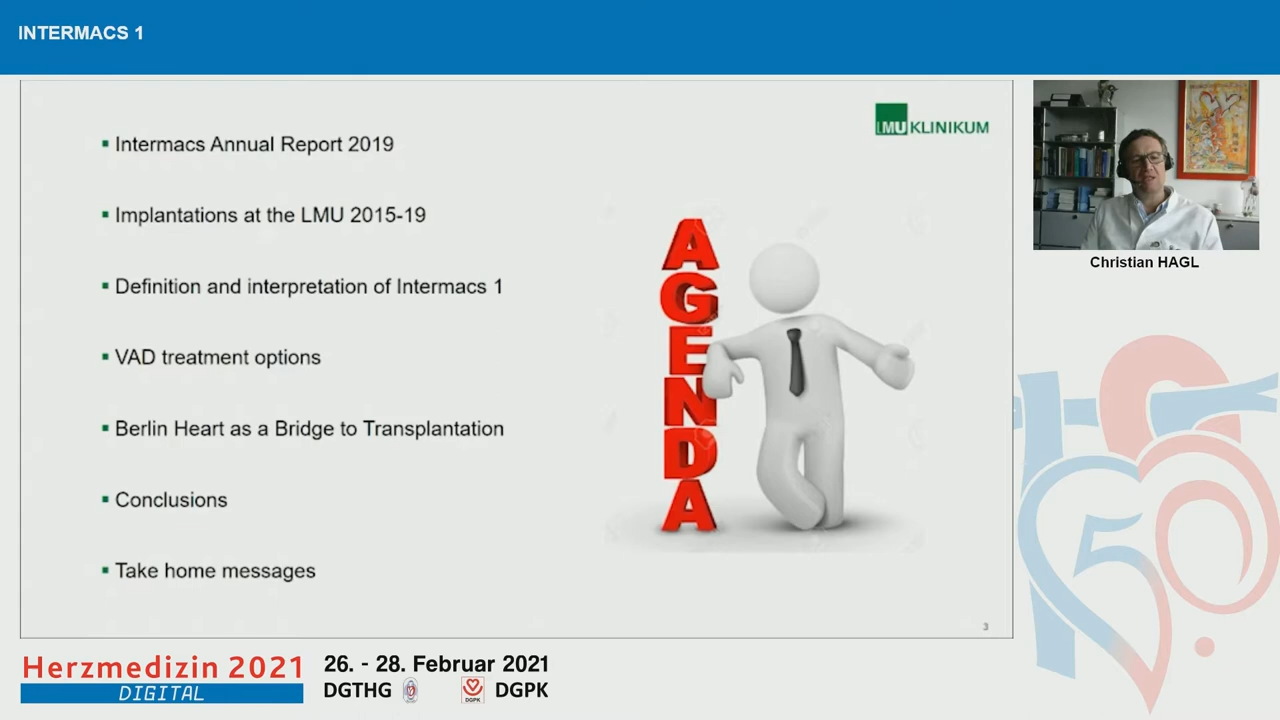 INTERMACS 1
LMU KLINIKUM
Intermacs Annual Report 2019
Implantations at the LMU 2015-19
Definition and interpretation of Intermacs 1
VAD treatment options
Berlin Heart as a Bridge to Transplantation
Conclusions
Take home messages
AGENDA
3
Christian HAGL
50.
Herzmedizin 2021
DIGITAL
26. - 28. Februar 2021
DGTHG
DGPK
DGPK